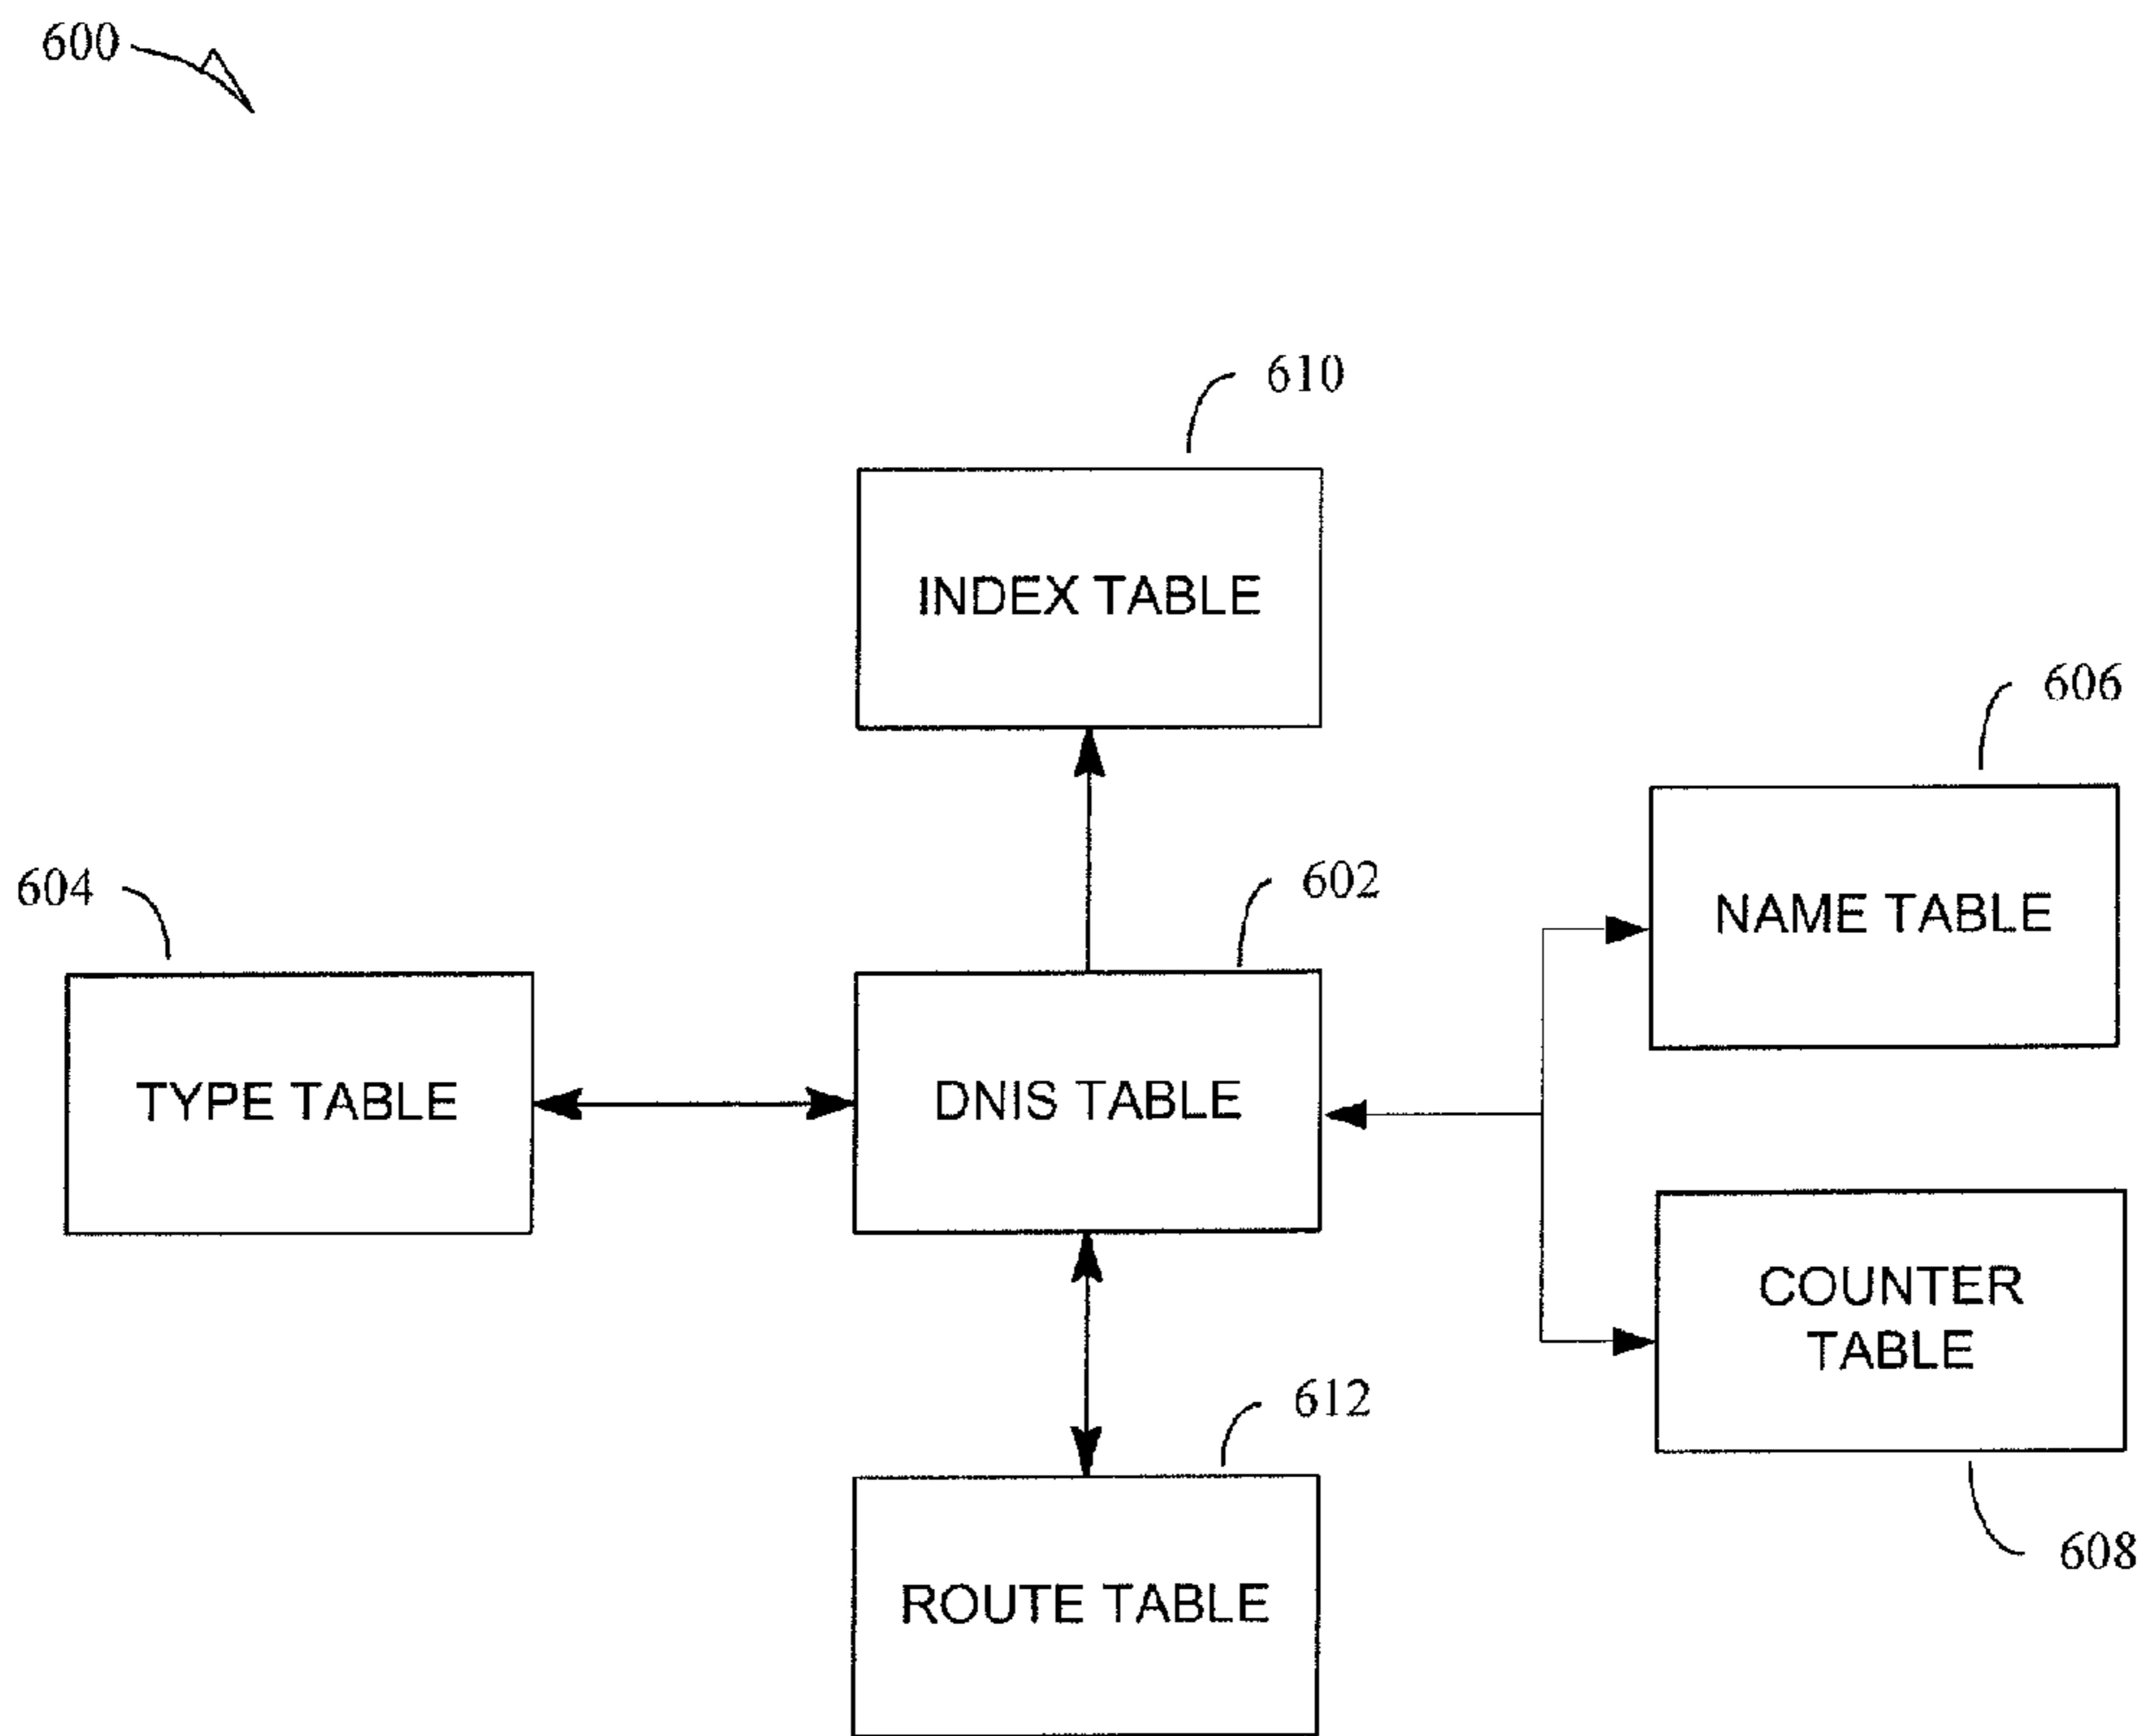 600
610
INDEX TABLE
606
NAME TABLE
604
602
TYPE TABLE
DNIS TABLE
COUNTER
TABLE
612
608
ROUTE TABLE